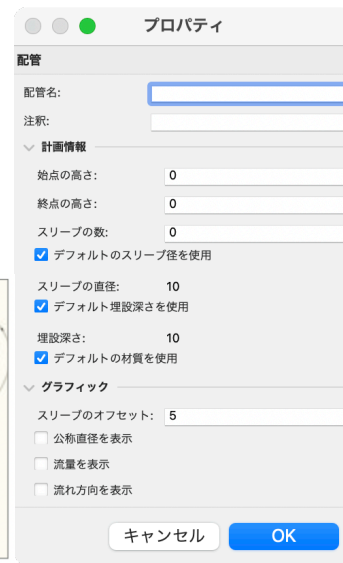 プロパティ
配管
配管名:
注釈:
計画情報
始点の高さ: 0
終点の高さ: 0
スリーブの数: 0
デフォルトのスリーブ径を使用
スリーブの直径: 10
デフォルト埋設深さを使用
埋設深さ: 10
デフォルトの材質を使用
グラフィック
スリーブのオフセット: 5
公称直径を表示
流量を表示
流れ方向を表示
キャンセル OK